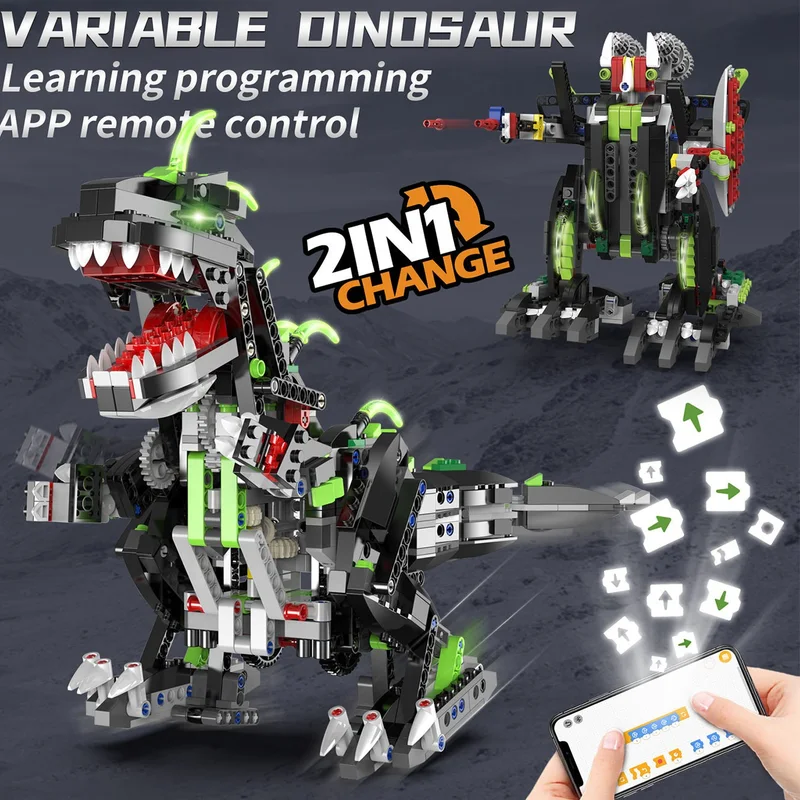 VARIABLE DINOSAUR
Learning programming
APP remote control
2IN1
CHANGE